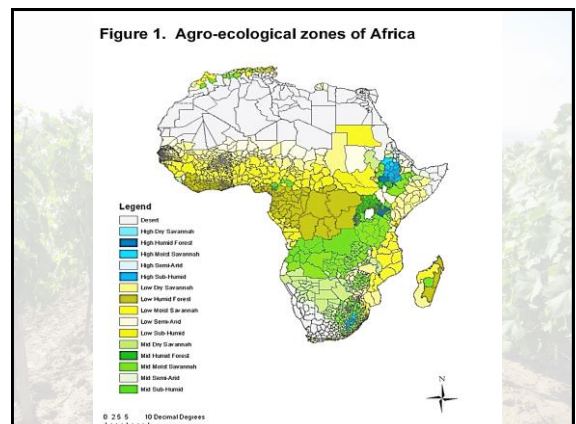 Figure 1. Agro-ecological zones of Africa
Legend
Desert
High Dry Savannah
High Humid Forest
High Moist Savannah
High Semi-Arid
High Sub-Humid
Low Dry Savannah
Low Humid Forest
Low Moist Savannah
Low Semi-Arid
Low Sub-Humid
Mid Dry Savannah
Mid Humid Forest
Mid Moist Savannah
Mid Semi-Arid
Mid Sub-Humid
N
0 2.5 5 10 Decimal Degrees